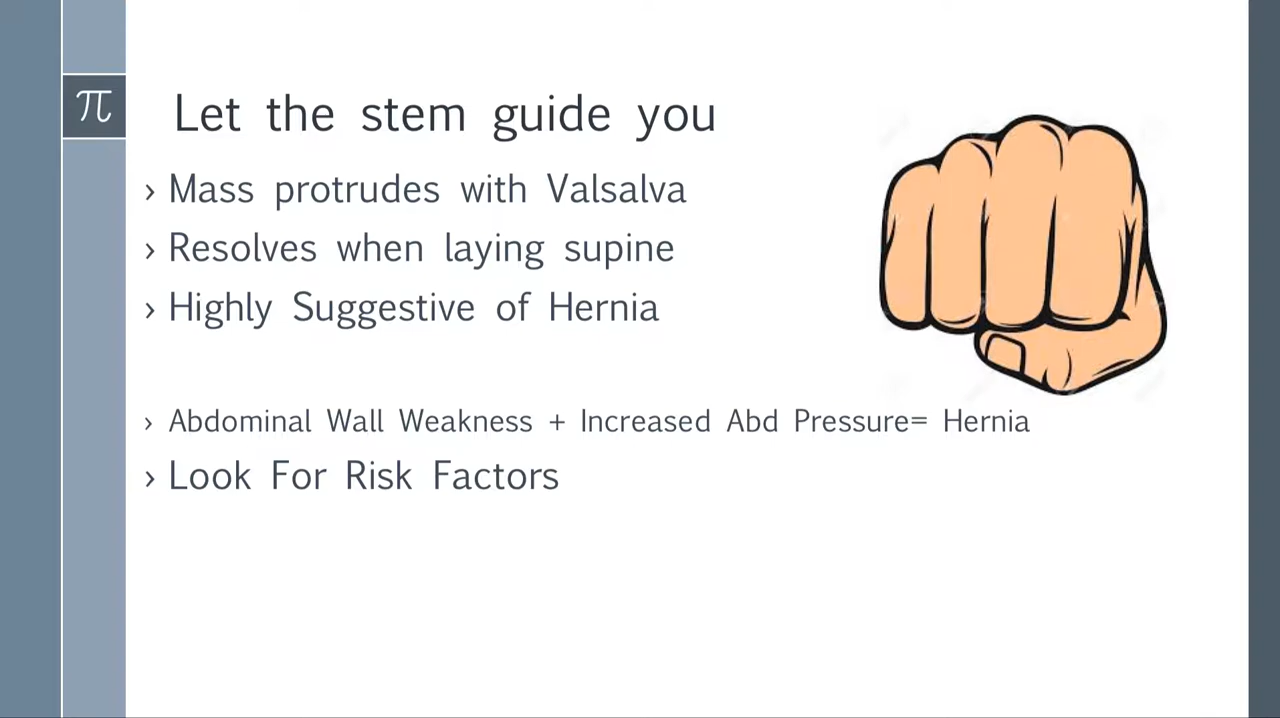 π
Let the stem guide you
› Mass protrudes with Valsalva
› Resolves when laying supine
› Highly Suggestive of Hernia
› Abdominal Wall Weakness + Increased Abd Pressure= Hernia
› Look For Risk Factors